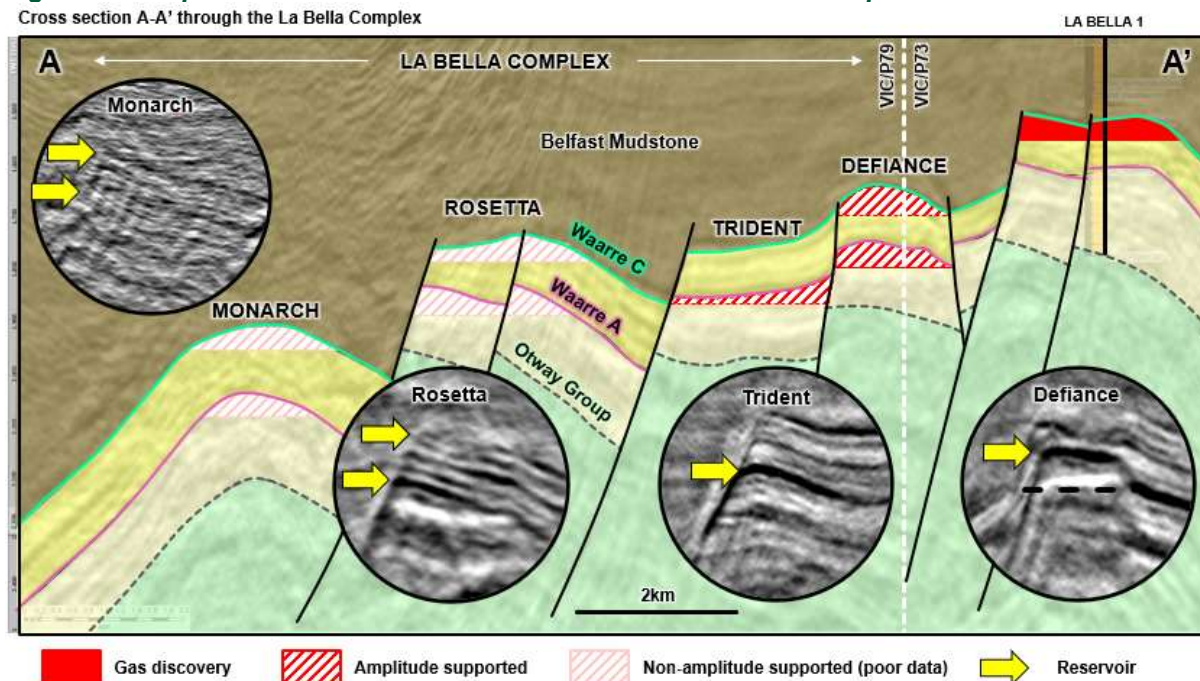 Cross section A-A' through the La Bella Complex
LA BELLA 1
A
LA BELLA COMPLEX
VIC/P79
VIC/P73
A'
Monarch
Belfast Mudstone
DEFIANCE
ROSETTA
TRIDENT
Waarre C
Waarre A
MONARCH
Otway Group
Rosetta
Trident
Defiance
2km
Gas discovery
Amplitude supported
Non-amplitude supported (poor data)
Reservoir